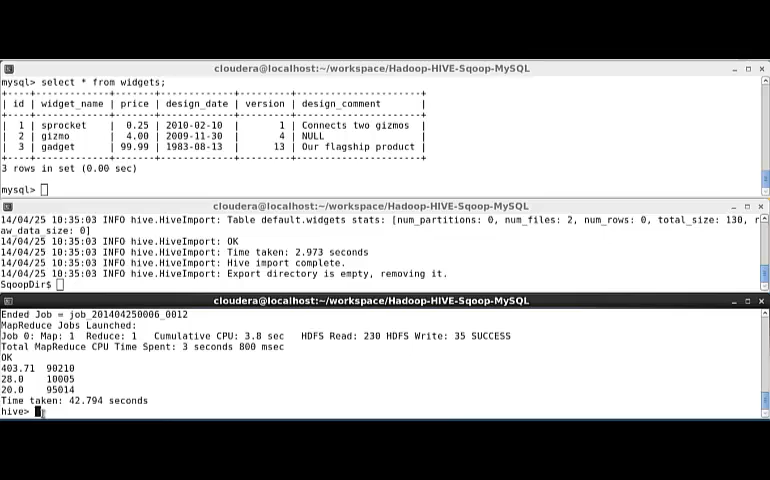 cloudera@localhost:~/workspace/Hadoop-HIVE-Sqoop-MySQL
mysql> select * from widgets;
+----+-------------+-------+-------------+---------+----------------------+
| id | widget_name | price | design_date | version | design_comment |
+----+-------------+-------+-------------+---------+----------------------+
| 1 | sprocket | 0.25 | 2010-02-10 | 1 | Connects two gizmos |
| 2 | gizmo | 4.00 | 2009-11-30 | 4 | NULL |
| 3 | gadget | 99.99 | 1983-08-13 | 13 | Our flagship product |
+----+-------------+-------+-------------+---------+----------------------+
3 rows in set (0.00 sec)
mysql>
cloudera@localhost:~/workspace/Hadoop-HIVE-Sqoop-MySQL
14/04/25 10:35:03 INFO hive.HiveImport: Table default.widgets stats: [num_partitions: 0, num_files: 2, num_rows: 0, total_size: 130, r
aw_data_size: 0]
14/04/25 10:35:03 INFO hive.HiveImport: OK
14/04/25 10:35:03 INFO hive.HiveImport: Time taken: 2.973 seconds
14/04/25 10:35:03 INFO hive.HiveImport: Hive import complete.
14/04/25 10:35:03 INFO hive.HiveImport: Export directory is empty, removing it.
SqoopDir$
cloudera@localhost:~/workspace/Hadoop-HIVE-Sqoop-MySQL
Ended Job = job_201404250006_0012
MapReduce Jobs Launched:
Job 0: Map: 1 Reduce: 1 Cumulative CPU: 3.8 sec HDFS Read: 230 HDFS Write: 35 SUCCESS
Total MapReduce CPU Time Spent: 3 seconds 800 msec
OK
403.71 90210
28.0 10005
20.0 95014
Time taken: 42.794 seconds
hive>